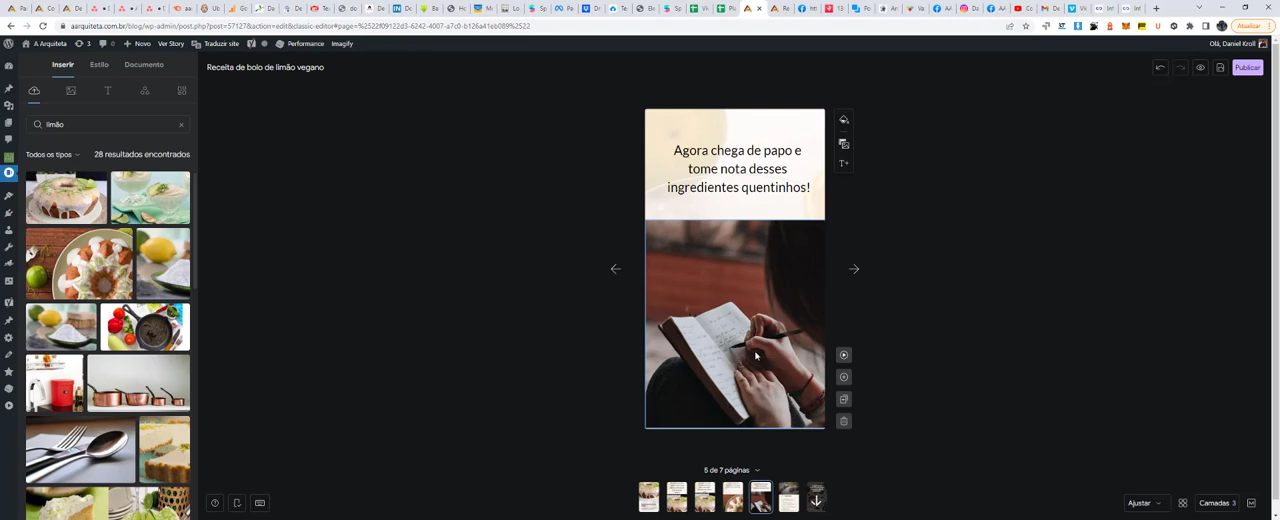 aarquiteta.com.br/blog/wp-admin/post.php?post=57127&action=edit&classic-editor#page=%2522f09122d3-6242-4007-a7c0-b126a41eb089%2522
Atualizar
A Arquiteta
3
0
Novo
Ver Story
Traduzir site
Performance
Imagify
Olá, Daniel Kroll
Inserir
Estilo
Documento
Receita de bolo de limão vegano
Publicar
limão
Todos os tipos
28 resultados encontrados
Agora chega de papo e
tome nota desses
ingredientes quentinhos!
T+
5 de 7 páginas
Ajustar
Camadas 3